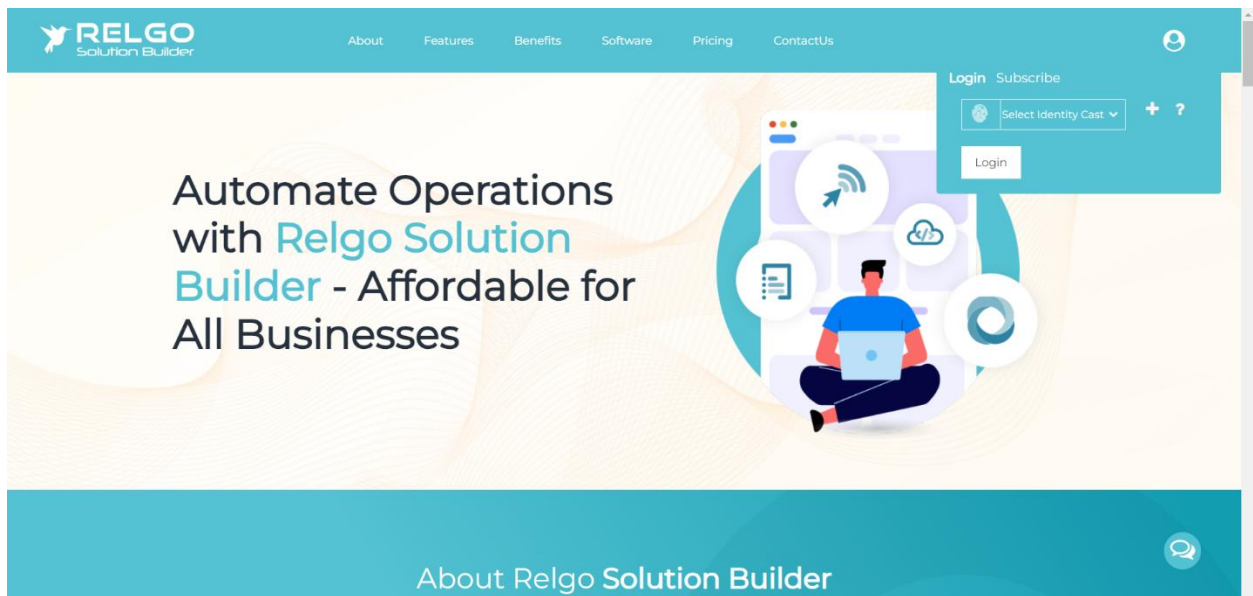 RELGO
Solution Builder
About Features Benefits Software Pricing ContactUs
Login Subscribe
Select Identity Cast
+ ?
Login
Automate Operations
with Relgo Solution
Builder - Affordable for
All Businesses
</>
About Relgo Solution Builder